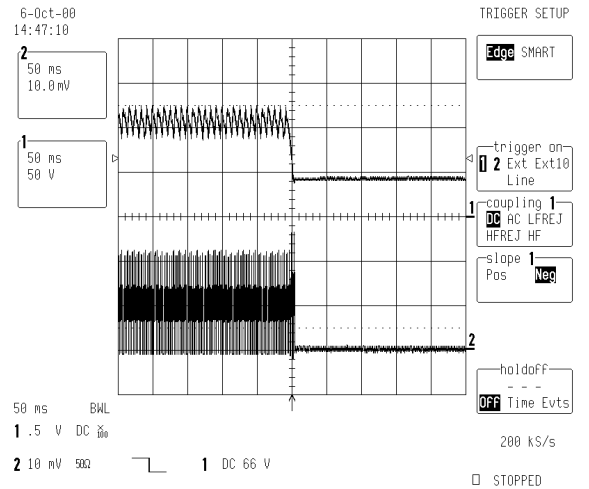 6-Oct-00
14:47:10
2
50 ms
10.0 mV
1
50 ms
50 V
TRIGGER SETUP
Edge SMART
trigger on
1 2 Ext Ext10
Line
coupling 1
DC AC LFREJ
HFREJ HF
slope 1
Pos Neg
holdoff
- - -
Off Time Evts
1
2
50 ms BWL
1 .5 V DC X100
2 10 mV 50Ω
1 DC 66 V
200 kS/s
STOPPED